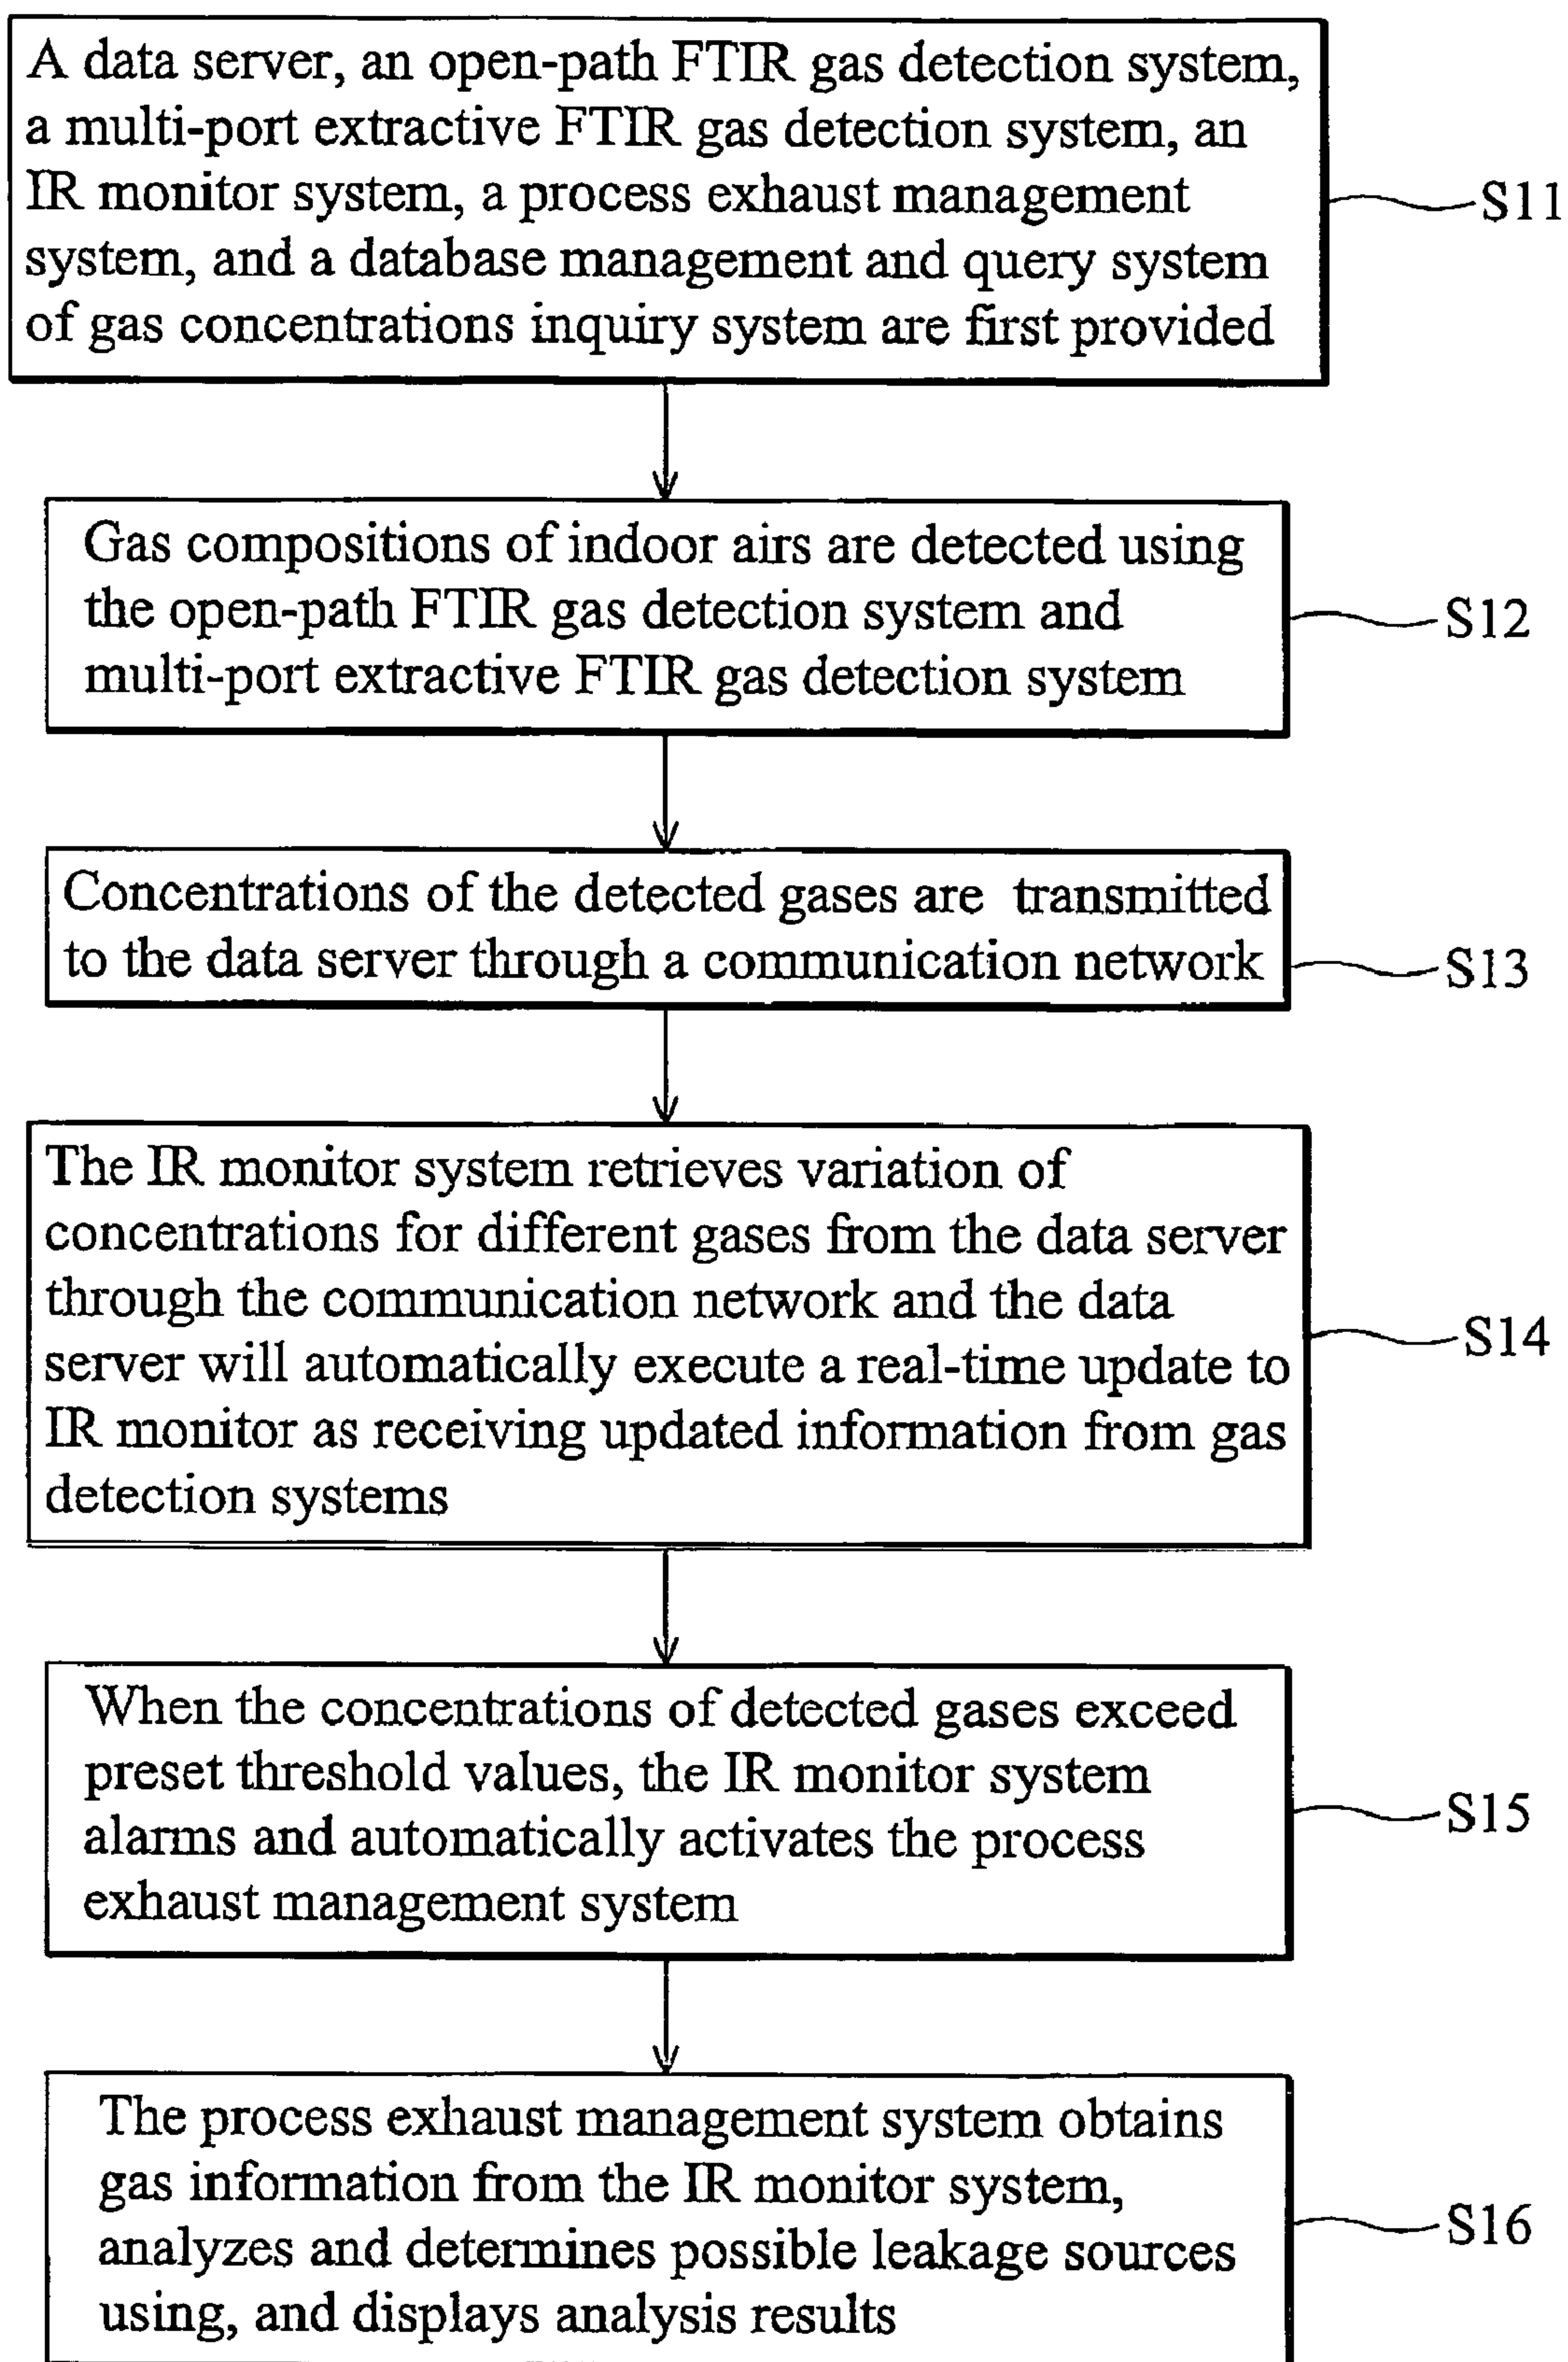 A data server, an open-path FTIR gas detection system,
a multi-port extractive FTIR gas detection system, an
IR monitor system, a process exhaust management
system, and a database management and query system
of gas concentrations inquiry system are first provided
S11
Gas compositions of indoor airs are detected using
the open-path FTIR gas detection system and
multi-port extractive FTIR gas detection system
S12
Concentrations of the detected gases are transmitted
to the data server through a communication network
S13
The IR monitor system retrieves variation of
concentrations for different gases from the data server
through the communication network and the data
server will automatically execute a real-time update to
IR monitor as receiving updated information from gas
detection systems
S14
When the concentrations of detected gases exceed
preset threshold values, the IR monitor system
alarms and automatically activates the process
exhaust management system
S15
The process exhaust management system obtains
gas information from the IR monitor system,
analyzes and determines possible leakage sources
using, and displays analysis results
S16